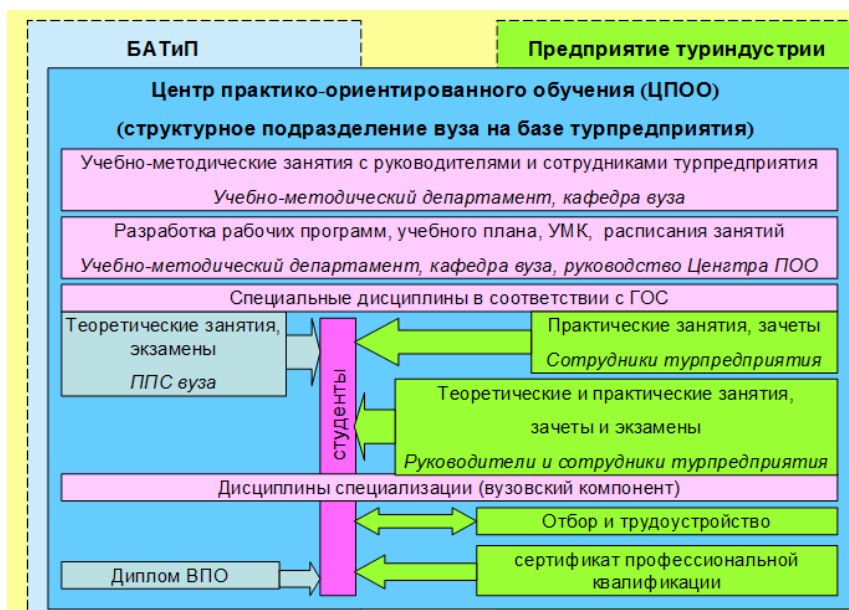 БАТиП
Предприятие туриндустрии
Центр практико-ориентированного обучения (ЦПОО)
(структурное подразделение вуза на базе турпредприятия)
Учебно-методические занятия с руководителями и сотрудниками турпредприятия
Учебно-методический департамент, кафедра вуза
Разработка рабочих программ, учебного плана, УМК, расписания занятий
Учебно-методический департамент, кафедра вуза, руководство Ценгтра ПОО
Специальные дисциплины в соответствии с ГОС
Теоретические занятия,
экзамены
ППС вуза
студенты
Практические занятия, зачеты
Сотрудники турпредприятия
Теоретические и практические занятия,
зачеты и экзамены
Руководители и сотрудники турпредприятия
Дисциплины специализации (вузовский компонент)
Отбор и трудоустройство
Диплом ВПО
сертификат профессиональной
квалификации